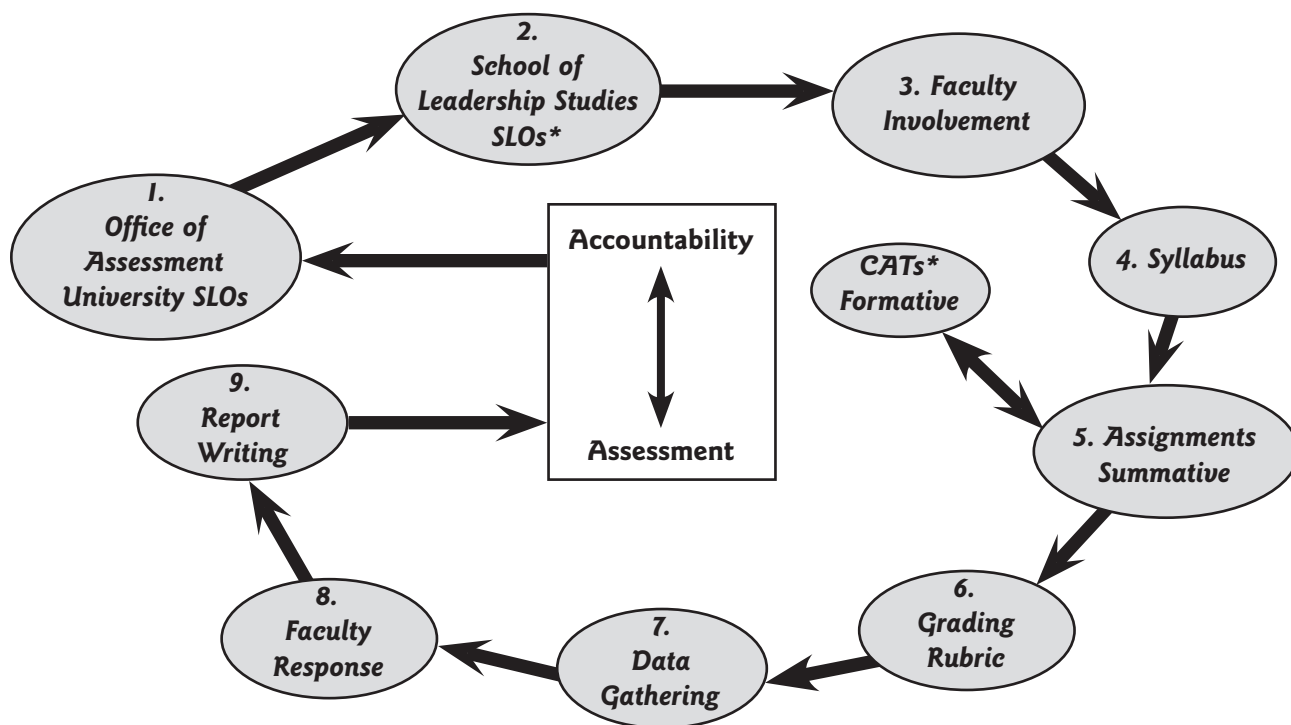 1.
Office of
Assessment
University SLOs
2.
School of
Leadership Studies
SLOs*
3. Faculty
Involvement
4. Syllabus
CATs*
Formative
5. Assignments
Summative
6.
Grading
Rubric
7.
Data
Gathering
8.
Faculty
Response
9.
Report
Writing
Accountability
Assessment